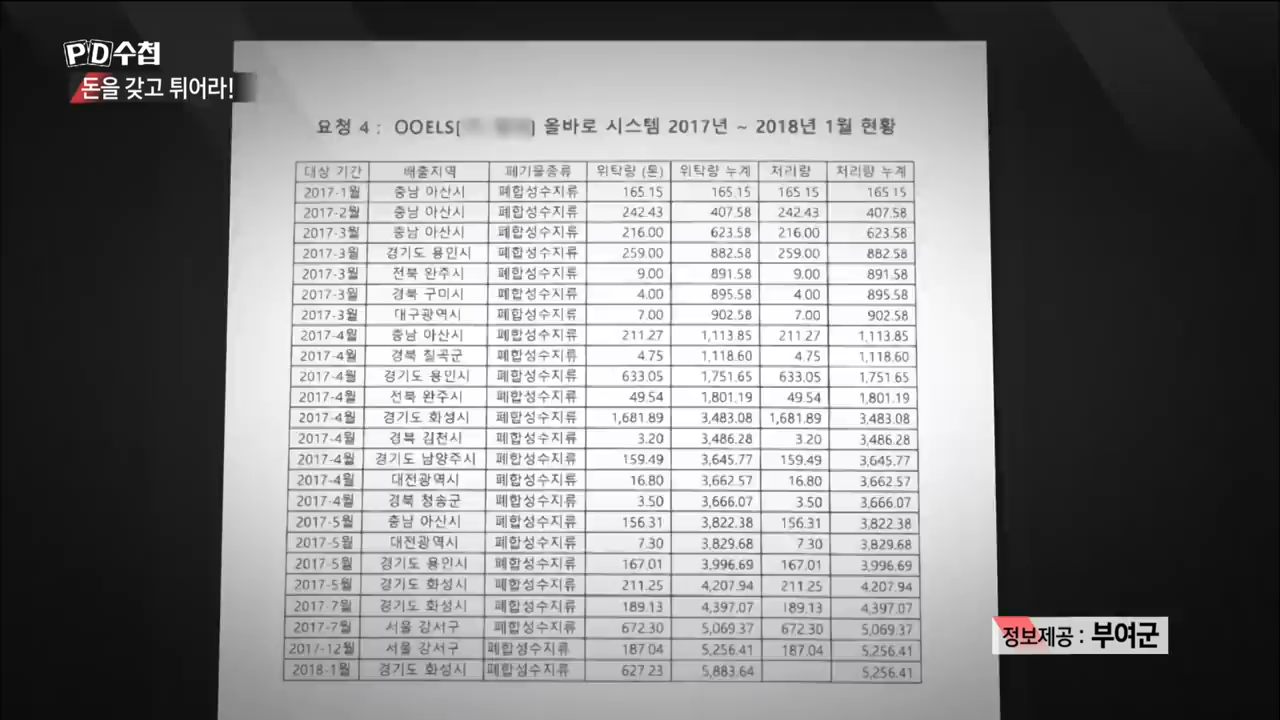 PD수첩
돈을 갖고 튀어라!
요청 4 : OOELS[ ] 올바로 시스템 2017년 ~ 2018년 1월 현황
대상 기간 배출지역 폐기물종류 위탁량 (톤) 위탁량 누계 처리량 처리량 누계
2017-1월 충남 아산시 폐합성수지류 165.15 165.15 165.15 165.15
2017-2월 충남 아산시 폐합성수지류 242.43 407.58 242.43 407.58
2017-3월 충남 아산시 폐합성수지류 216.00 623.58 216.00 623.58
2017-3월 경기도 용인시 폐합성수지류 259.00 882.58 259.00 882.58
2017-3월 전북 완주시 폐합성수지류 9.00 891.58 9.00 891.58
2017-3월 경북 구미시 폐합성수지류 4.00 895.58 4.00 895.58
2017-3월 대구광역시 폐합성수지류 7.00 902.58 7.00 902.58
2017-4월 충남 아산시 폐합성수지류 211.27 1,113.85 211.27 1,113.85
2017-4월 경북 칠곡군 폐합성수지류 4.75 1,118.60 4.75 1,118.60
2017-4월 경기도 용인시 폐합성수지류 633.05 1,751.65 633.05 1,751.65
2017-4월 전북 완주시 폐합성수지류 49.54 1,801.19 49.54 1,801.19
2017-4월 경기도 화성시 폐합성수지류 1,681.89 3,483.08 1,681.89 3,483.08
2017-4월 경북 김천시 폐합성수지류 3.20 3,486.28 3.20 3,486.28
2017-4월 경기도 남양주시 폐합성수지류 159.49 3,645.77 159.49 3,645.77
2017-4월 대전광역시 폐합성수지류 16.80 3,662.57 16.80 3,662.57
2017-4월 경북 청송군 폐합성수지류 3.50 3,666.07 3.50 3,666.07
2017-5월 충남 아산시 폐합성수지류 156.31 3,822.38 156.31 3,822.38
2017-5월 대전광역시 폐합성수지류 7.30 3,829.68 7.30 3,829.68
2017-5월 경기도 용인시 폐합성수지류 167.01 3,996.69 167.01 3,996.69
2017-5월 경기도 화성시 폐합성수지류 211.25 4,207.94 211.25 4,207.94
2017-7월 경기도 화성시 폐합성수지류 189.13 4,397.07 189.13 4,397.07
2017-7월 서울 강서구 폐합성수지류 672.30 5,069.37 672.30 5,069.37
2017-12월 서울 강서구 폐합성수지류 187.04 5,256.41 187.04 5,256.41
2018-1월 경기도 화성시 폐합성수지류 627.23 5,883.64 5,256.41
정보제공 : 부여군